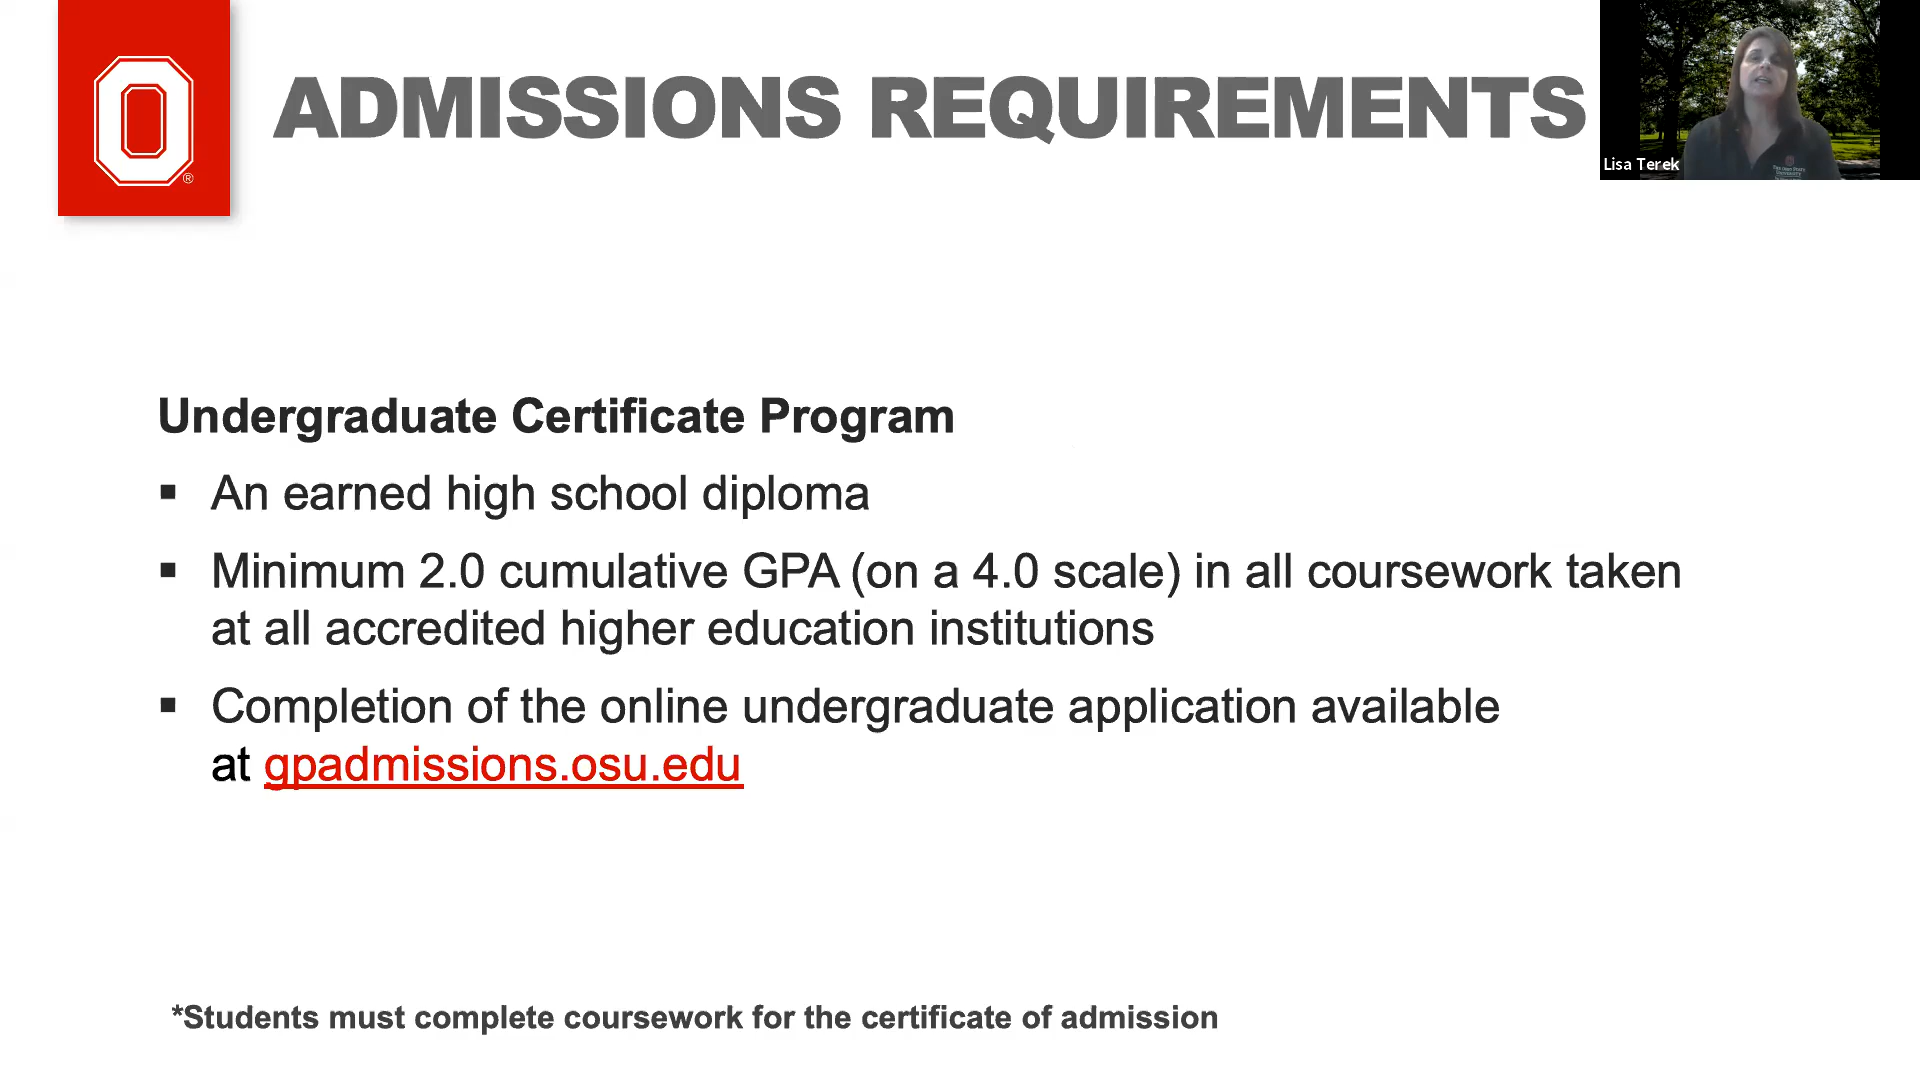 O
®
ADMISSIONS REQUIREMENTS
Lisa Terek
Undergraduate Certificate Program
▪ An earned high school diploma
▪ Minimum 2.0 cumulative GPA (on a 4.0 scale) in all coursework taken
at all accredited higher education institutions
▪ Completion of the online undergraduate application available
at gpadmissions.osu.edu
*Students must complete coursework for the certificate of admission